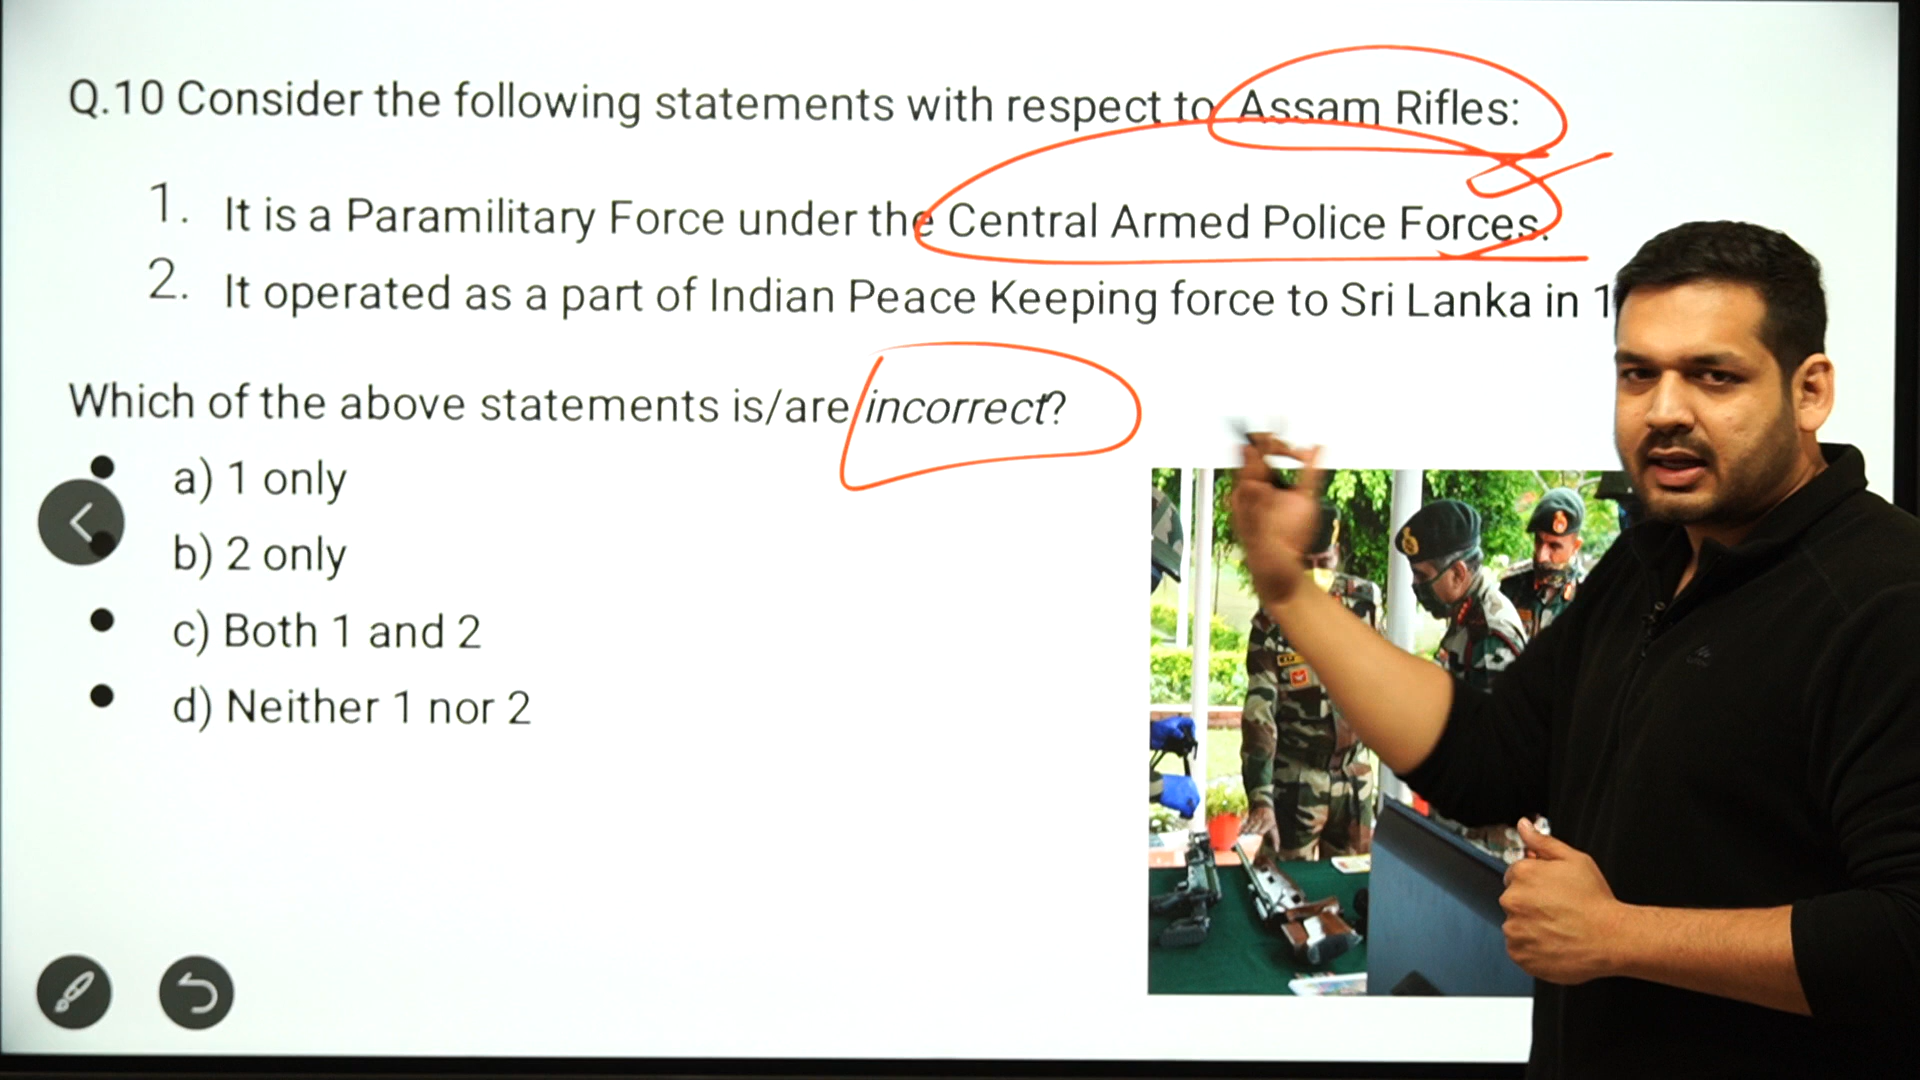 Q.10 Consider the following statements with respect to Assam Rifles:
1. It is a Paramilitary Force under the Central Armed Police Forces.
2. It operated as a part of Indian Peace Keeping force to Sri Lanka in 1
Which of the above statements is/are incorrect?
a) 1 only
b) 2 only
c) Both 1 and 2
d) Neither 1 nor 2